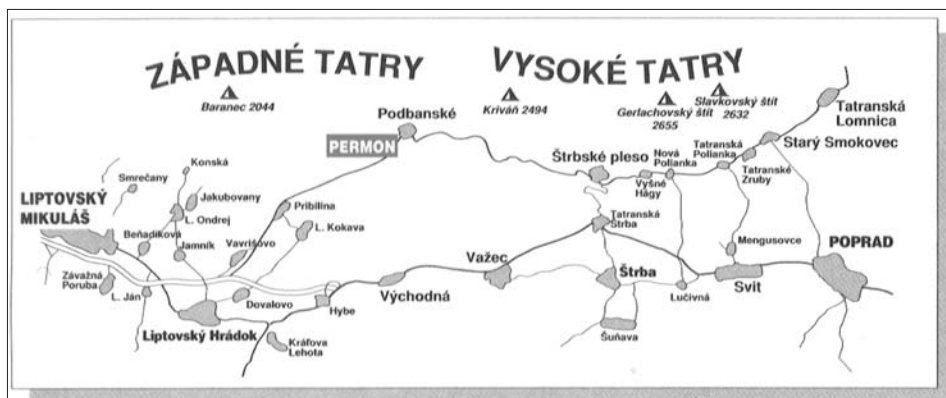 ZÁPADNÉ TATRY
VYSOKÉ TATRY
Baranec 2044
Kriváň 2494
Slavkovský štít
2632
Gerlachovský štít
2655
Tatranská
Lomnica
Podbanské
PERMON
Starý Smokovec
Tatranská
Polianka
Tatranské
Zruby
Nová
Polianka
Štrbské pleso
Vyšné
Hágy
Konská
Smrečany
Jakubovany
L. Ondrej
LIPTOVSKÝ
MIKULÁŠ
Pribilina
L. Kokava
Beňadiková
Jamník
Vavrišovo
Tatranská
Štrba
Mengusovce
POPRAD
Važec
Závažná
Poruba
L. Ján
Východná
Štrba
Svit
Lučivná
Dovalovo
Hybe
Liptovský Hrádok
Kráľova
Lehota
Šuňava